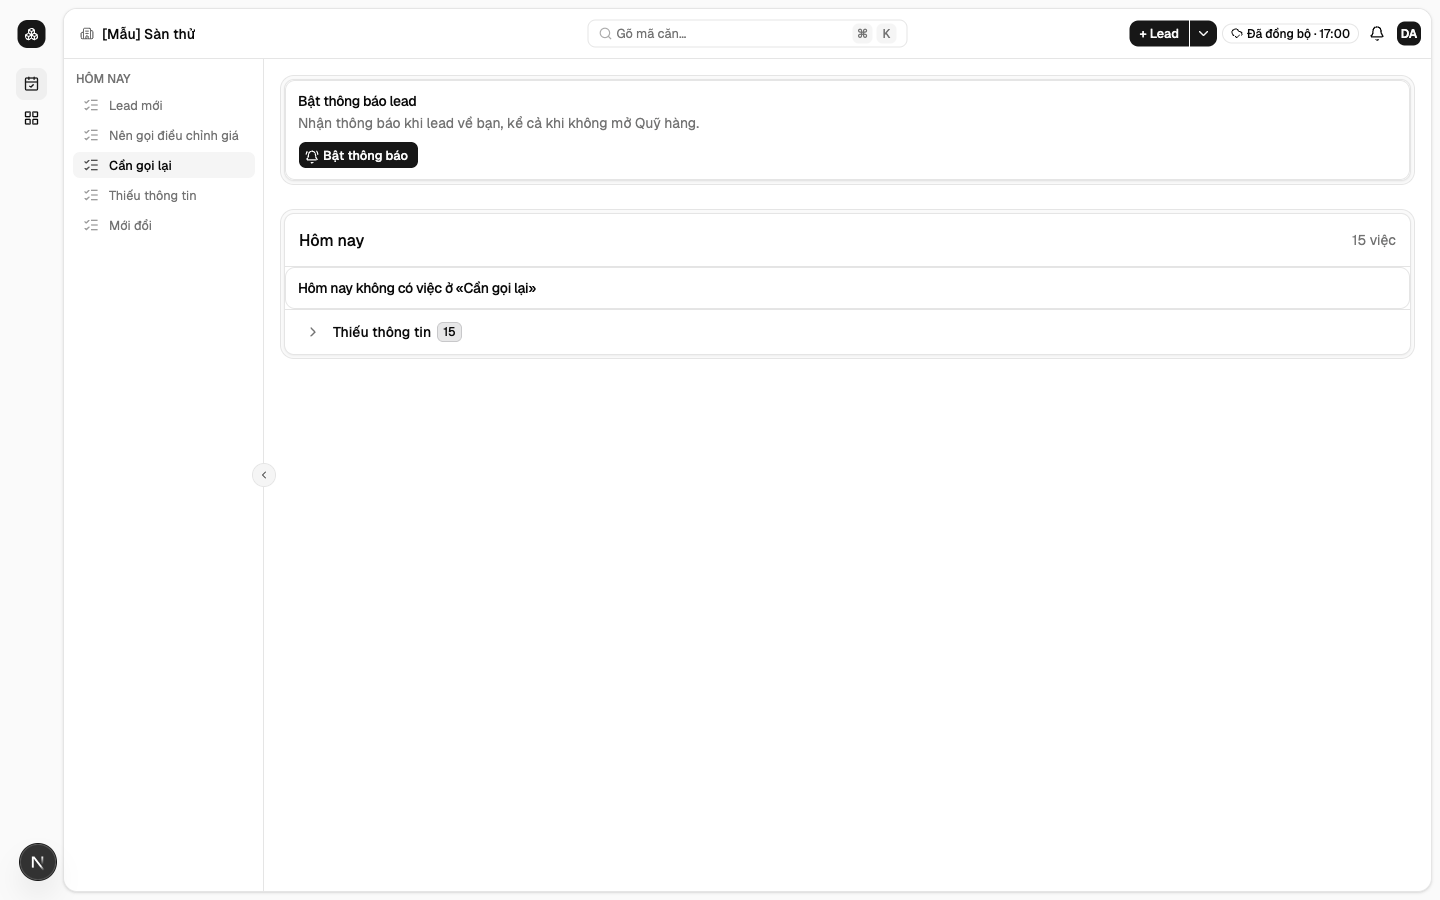 [Mẫu] Sàn thử
Gõ mã căn...
⌘ K
+ Lead
Đã đồng bộ · 17:00
DA
HÔM NAY
Lead mới
Nên gọi điều chỉnh giá
Cần gọi lại
Thiếu thông tin
Mới đổi
Bật thông báo lead
Nhận thông báo khi lead về bạn, kể cả khi không mở Quỹ hàng.
Bật thông báo
Hôm nay
15 việc
Hôm nay không có việc ở «Cần gọi lại»
Thiếu thông tin 15
N